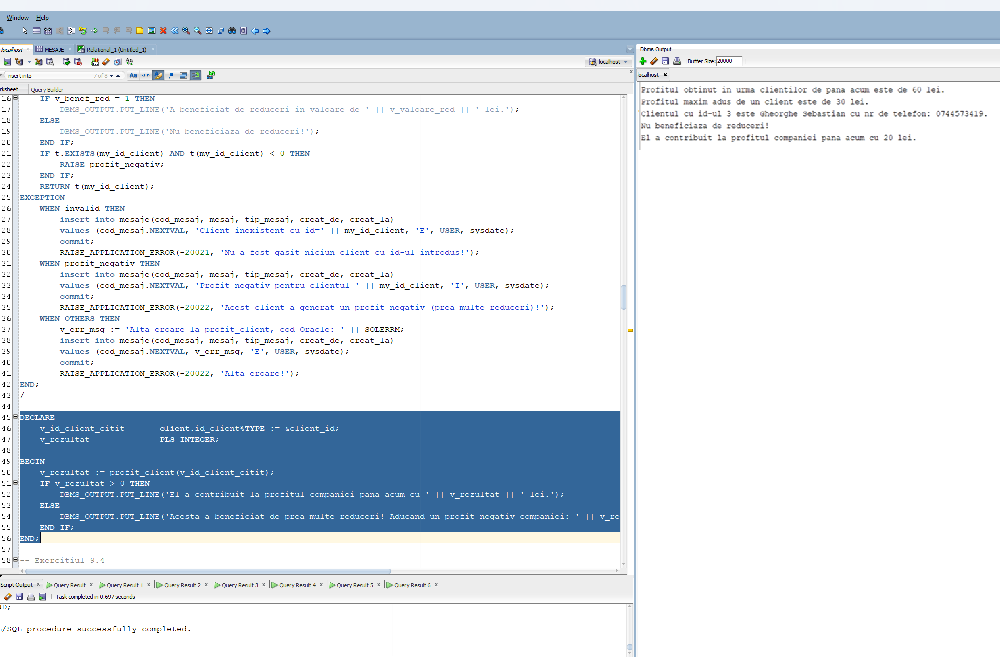 Window Help
localhost MESAJE Relational_1 (Untitled_1)
localhost
insert into 7 of 8
rksheet Query Builder
316 IF v_benef_red = 1 THEN
317 DBMS_OUTPUT.PUT_LINE('A beneficiat de reduceri in valoare de ' || v_valoare_red || ' lei.');
318 ELSE
319 DBMS_OUTPUT.PUT_LINE('Nu beneficiaza de reduceri!');
320 END IF;
321 IF t.EXISTS(my_id_client) AND t(my_id_client) < 0 THEN
322 RAISE profit_negativ;
323 END IF;
324 RETURN t(my_id_client);
325 EXCEPTION
326 WHEN invalid THEN
327 insert into mesaje(cod_mesaj, mesaj, tip_mesaj, creat_de, creat_la)
328 values (cod_mesaj.NEXTVAL, 'Client inexistent cu id=' || my_id_client, 'E', USER, sysdate);
329 commit;
330 RAISE_APPLICATION_ERROR(-20021, 'Nu a fost gasit niciun client cu id-ul introdus!');
331 WHEN profit_negativ THEN
332 insert into mesaje(cod_mesaj, mesaj, tip_mesaj, creat_de, creat_la)
333 values (cod_mesaj.NEXTVAL, 'Profit negativ pentru clientul ' || my_id_client, 'I', USER, sysdate);
334 commit;
335 RAISE_APPLICATION_ERROR(-20022, 'Acest client a generat un profit negativ (prea multe reduceri)!');
336 WHEN OTHERS THEN
337 v_err_msg := 'Alta eroare la profit_client, cod Oracle: ' || SQLERRM;
338 insert into mesaje(cod_mesaj, mesaj, tip_mesaj, creat_de, creat_la)
339 values (cod_mesaj.NEXTVAL, v_err_msg, 'E', USER, sysdate);
340 commit;
341 RAISE_APPLICATION_ERROR(-20022, 'Alta eroare!');
342 END;
343 /
344
345 DECLARE
346 v_id_client_citit client.id_client%TYPE := &client_id;
347 v_rezultat PLS_INTEGER;
348
349 BEGIN
350 v_rezultat := profit_client(v_id_client_citit);
351 IF v_rezultat > 0 THEN
352 DBMS_OUTPUT.PUT_LINE('El a contribuit la profitul companiei pana acum cu ' || v_rezultat || ' lei.');
353 ELSE
354 DBMS_OUTPUT.PUT_LINE('Acesta a beneficiat de prea multe reduceri! Aducand un profit negativ companiei: ' || v_re
355 END IF;
356 END;
357
358 -- Exercitiul 9.4
Script Output Query Result Query Result 1 Query Result 2 Query Result 3 Query Result 4 Query Result 5 Query Result 6
Task completed in 0.697 seconds
ND;
L/SQL procedure successfully completed.
Dbms Output
Buffer Size: 20000
localhost
Profitul obtinut in urma clientilor de pana acum este de 60 lei.
Profitul maxim adus de un client este de 30 lei.
Clientul cu id-ul 3 este Gheorghe Sebastian cu nr de telefon: 0744573419.
Nu beneficiaza de reduceri!
El a contribuit la profitul companiei pana acum cu 20 lei.